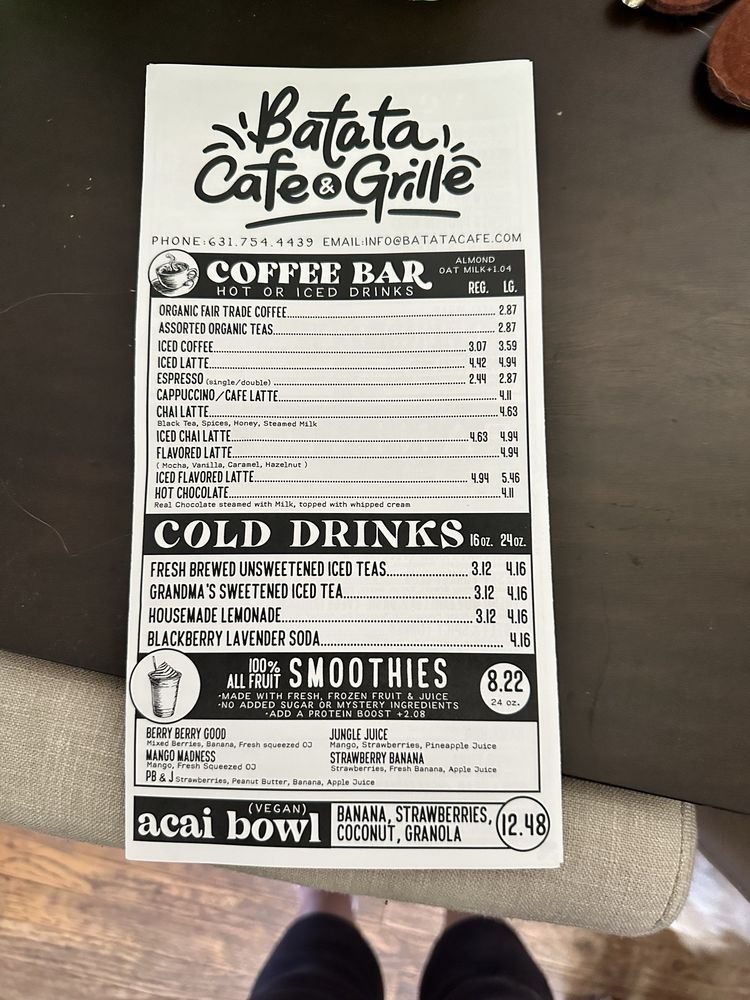 Batata
Cafe & Grille
PHONE:631.754.4439 EMAIL:INFO@BATATACAFE.COM
COFFEE BAR
HOT OR ICED DRINKS
ALMOND
OAT MILK+1.04
REG. LG.
ORGANIC FAIR TRADE COFFEE 2.87
ASSORTED ORGANIC TEAS 2.87
ICED COFFEE 3.07 3.59
ICED LATTE 4.42 4.94
ESPRESSO (single/double) 2.44 2.87
CAPPUCCINO/CAFE LATTE 4.11
CHAI LATTE 4.63
Black Tea, Spices, Honey, Steamed Milk
ICED CHAI LATTE 4.63 4.94
FLAVORED LATTE 4.94
( Mocha, Vanilla, Caramel, Hazelnut )
ICED FLAVORED LATTE 4.94 5.46
HOT CHOCOLATE 4.11
Real Chocolate steamed with Milk, topped with whipped cream
COLD DRINKS 16oz. 24oz.
FRESH BREWED UNSWEETENED ICED TEAS 3.12 4.16
GRANDMA'S SWEETENED ICED TEA 3.12 4.16
HOUSEMADE LEMONADE 3.12 4.16
BLACKBERRY LAVENDER SODA 4.16
100%
ALL FRUIT SMOOTHIES
8.22
24 oz.
·MADE WITH FRESH, FROZEN FRUIT & JUICE
·NO ADDED SUGAR OR MYSTERY INGREDIENTS
·ADD A PROTEIN BOOST +2.08
BERRY BERRY GOOD
Mixed Berries, Banana, Fresh squeezed OJ
MANGO MADNESS
Mango, Fresh Squeezed OJ
PB & J Strawberries, Peanut Butter, Banana, Apple Juice
JUNGLE JUICE
Mango, Strawberries, Pineapple Juice
STRAWBERRY BANANA
Strawberries, Fresh Banana, Apple Juice
(VEGAN)
acai bowl
BANANA, STRAWBERRIES,
COCONUT, GRANOLA
12.48